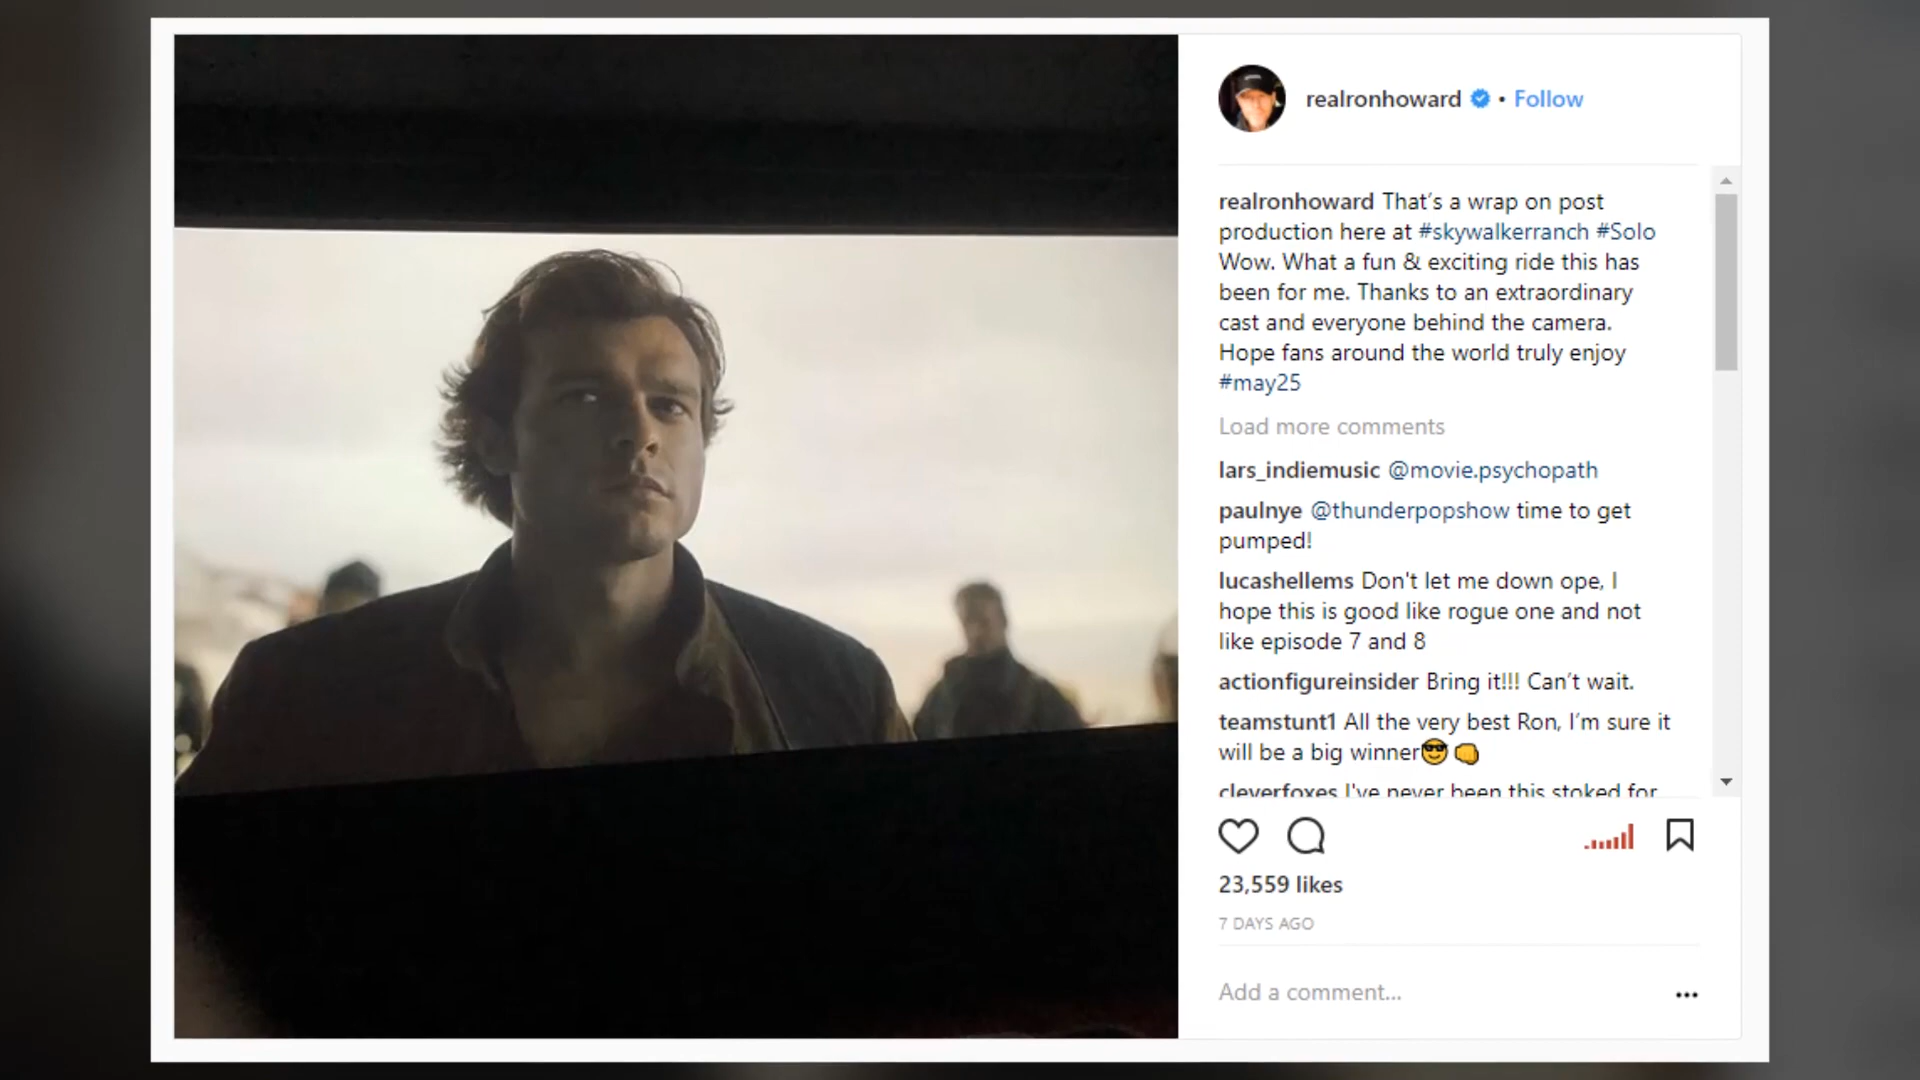 realronhoward • Follow
realronhoward That's a wrap on post
production here at #skywalkerranch #Solo
Wow. What a fun & exciting ride this has
been for me. Thanks to an extraordinary
cast and everyone behind the camera.
Hope fans around the world truly enjoy
#may25
Load more comments
lars_indiemusic @movie.psychopath
paulnye @thunderpopshow time to get
pumped!
lucashellems Don't let me down ope, I
hope this is good like rogue one and not
like episode 7 and 8
actionfigureinsider Bring it!!! Can't wait.
teamstunt1 All the very best Ron, I'm sure it
will be a big winner😎👊
cleverfoxes I've never been this stoked for
23,559 likes
7 DAYS AGO
Add a comment...